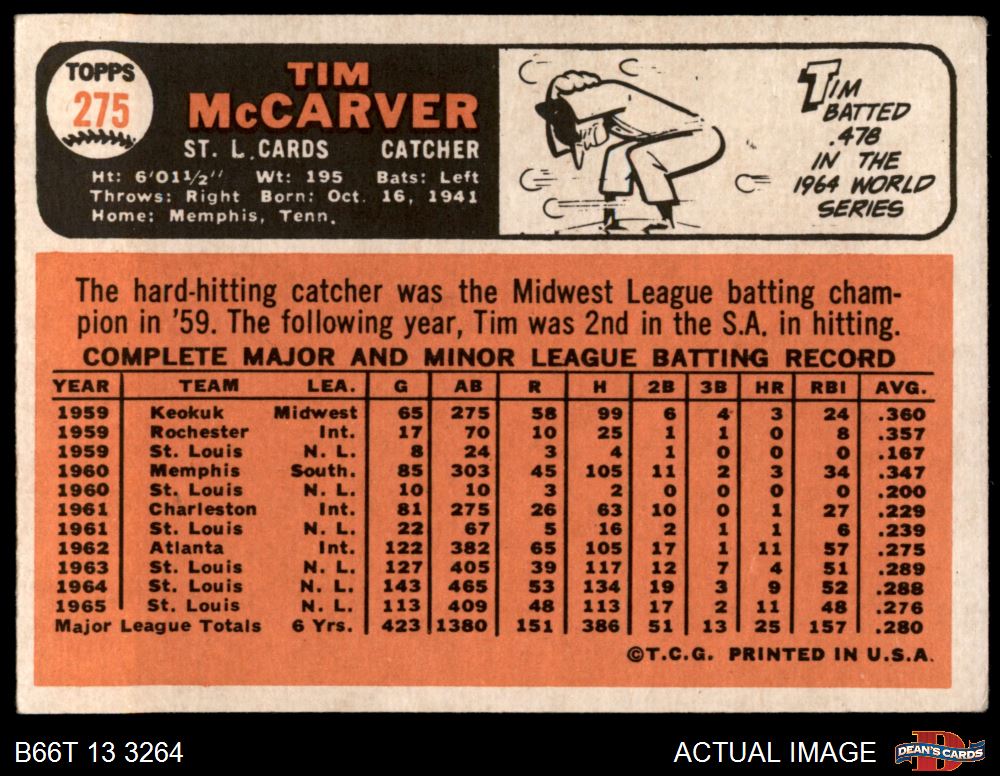 TOPPS
275
TIM
McCARVER
ST. L. CARDS CATCHER
Ht: 6'01 1/2" Wt: 195 Bats: Left
Throws: Right Born: Oct. 16, 1941
Home: Memphis, Tenn.
TIM
BATTED
.478
IN THE
1964 WORLD
SERIES
The hard-hitting catcher was the Midwest League batting cham-
pion in '59. The following year, Tim was 2nd in the S.A. in hitting.
COMPLETE MAJOR AND MINOR LEAGUE BATTING RECORD
YEAR TEAM LEA. G AB R H 2B 3B HR RBI AVG.
1959 Keokuk Midwest 65 275 58 99 6 4 3 24 .360
1959 Rochester Int. 17 70 10 25 1 1 0 8 .357
1959 St. Louis N. L. 8 24 3 4 1 0 0 0 .167
1960 Memphis South. 85 303 45 105 11 2 3 34 .347
1960 St. Louis N. L. 10 10 3 2 0 0 0 0 .200
1961 Charleston Int. 81 275 26 63 10 0 1 27 .229
1961 St. Louis N. L. 22 67 5 16 2 1 1 6 .239
1962 Atlanta Int. 122 382 65 105 17 1 11 57 .275
1963 St. Louis N. L. 127 405 39 117 12 7 4 51 .289
1964 St. Louis N. L. 143 465 53 134 19 3 9 52 .288
1965 St. Louis N. L. 113 409 48 113 17 2 11 48 .276
Major League Totals 6 Yrs. 423 1380 151 386 51 13 25 157 .280
©T.C.G. PRINTED IN U.S.A.
B66T 13 3264 ACTUAL IMAGE DEAN'S CARDS